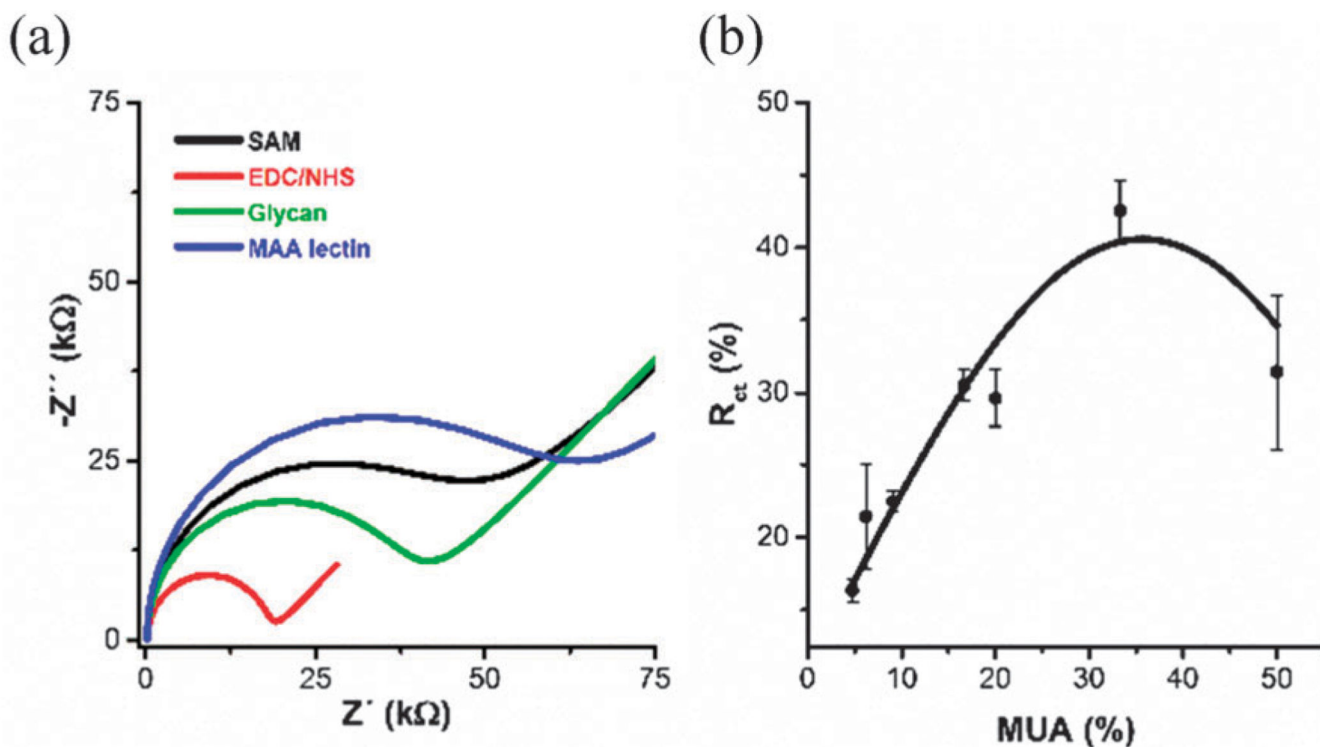 (a)
75
50
25
0
-Z´´ (kΩ)
SAM
EDC/NHS
Glycan
MAA lectin
0 25 50 75
Z´ (kΩ)
(b)
50
40
30
20
Rct (%)
0 10 20 30 40 50
MUA (%)